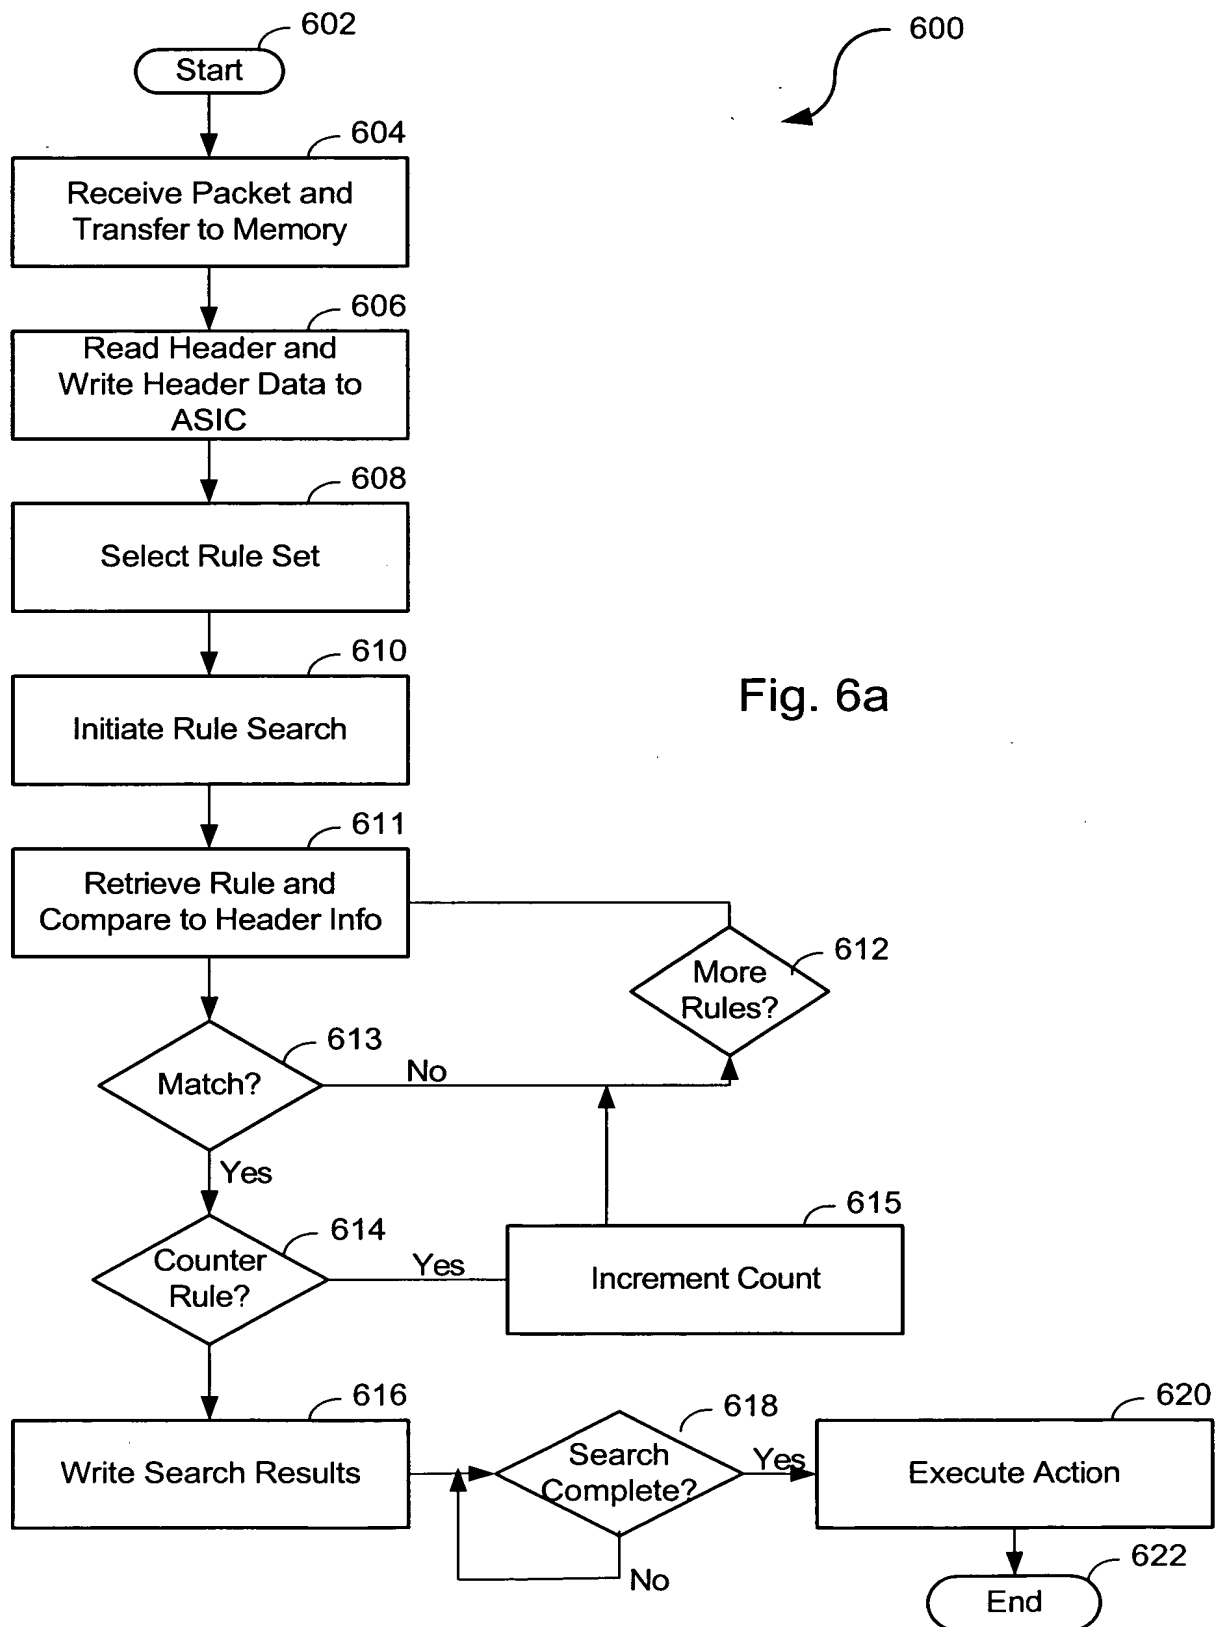 602
Start
600
604
Receive Packet and
Transfer to Memory
606
Read Header and
Write Header Data to
ASIC
608
Select Rule Set
610
Initiate Rule Search
Fig. 6a
611
Retrieve Rule and
Compare to Header Info
612
More
Rules?
613
Match?
No
Yes
614
Counter
Rule?
Yes
615
Increment Count
616
Write Search Results
618
Search
Complete?
Yes
No
620
Execute Action
622
End